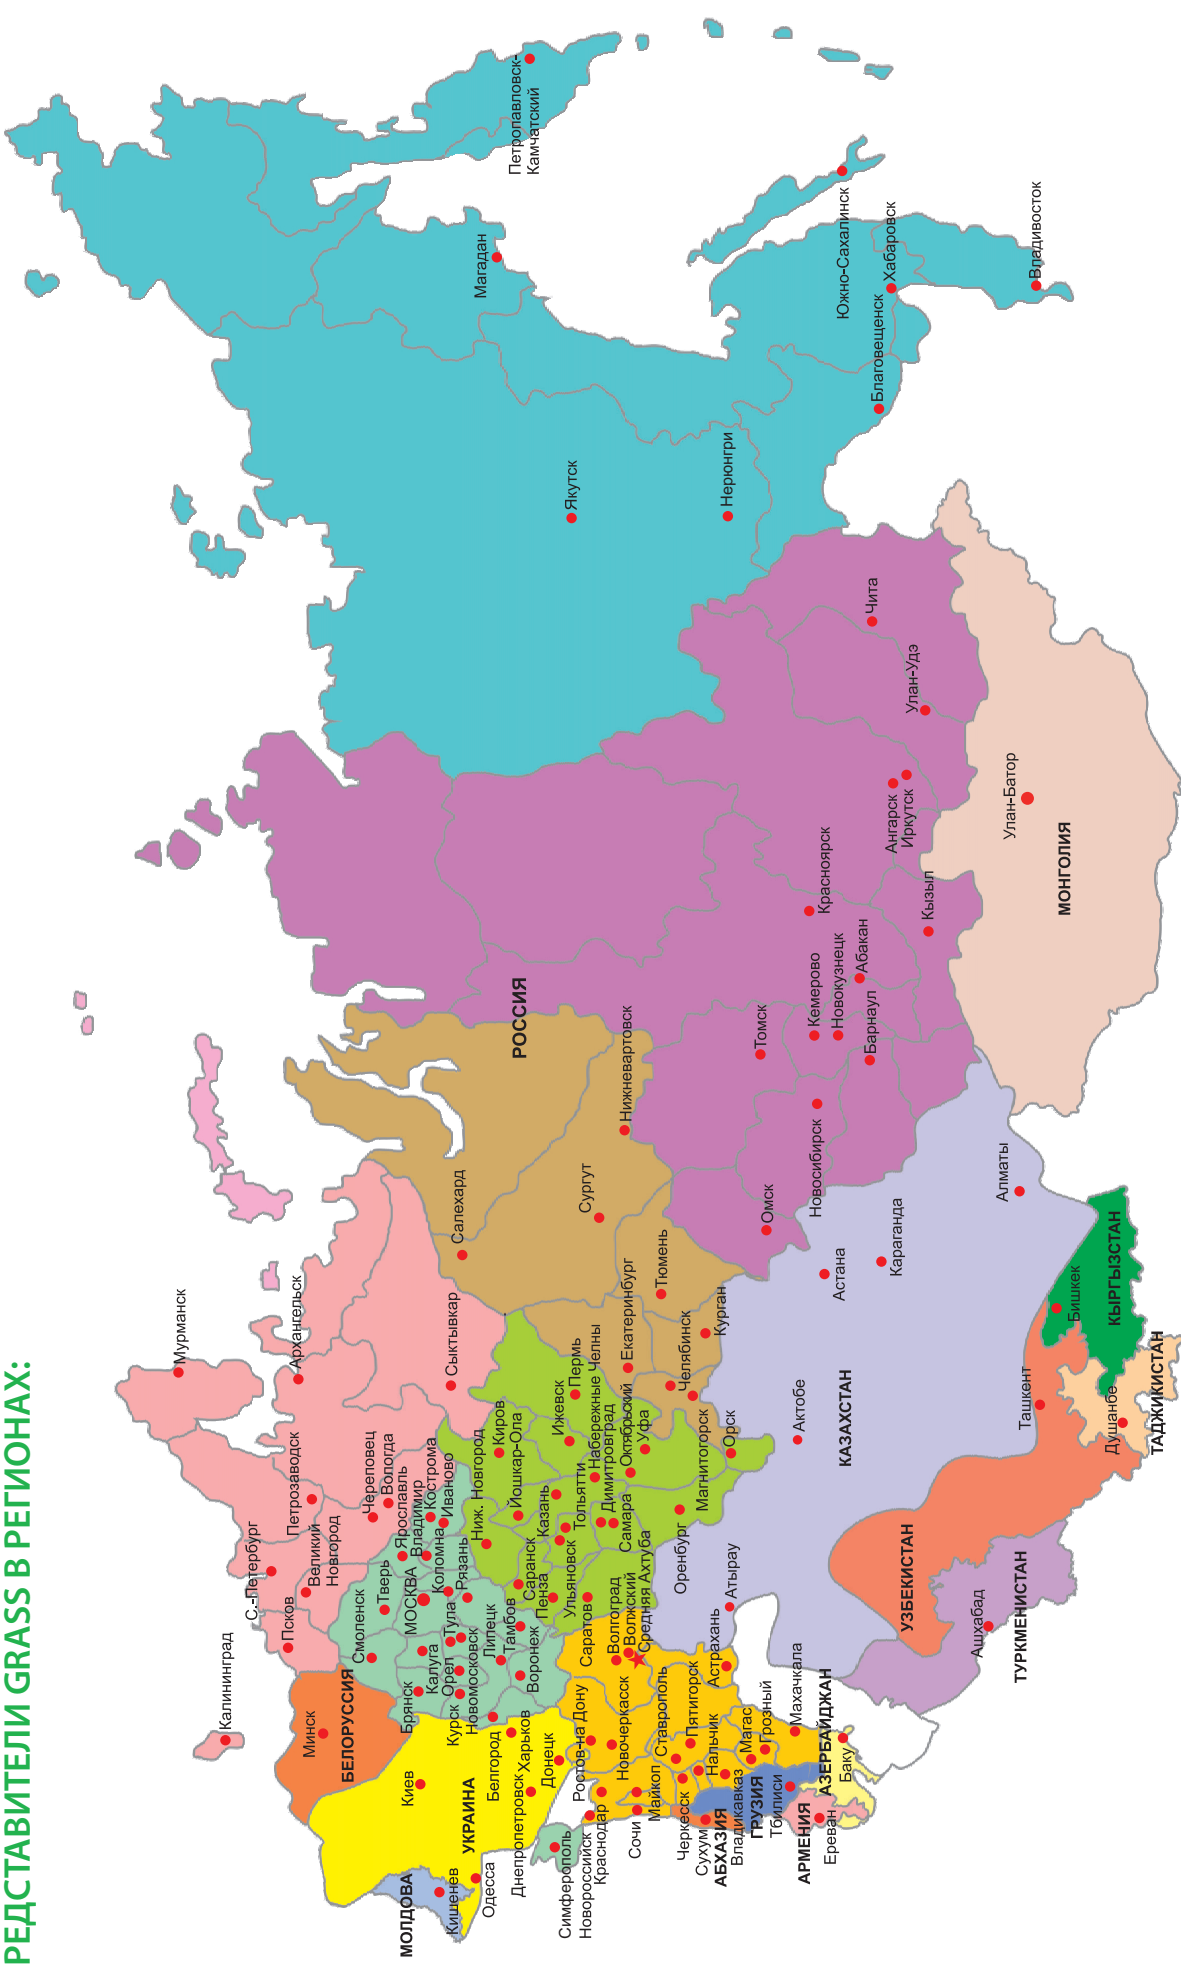 РЕДСТАВИТЕЛИ GRASS В РЕГИОНАХ:
Калининград
Мурманск
С.-Петербург
Псков
Великий
Новгород
Петрозаводск
Архангельск
Череповец
Вологда
Сыктывкар
Салехард
РОССИЯ
Магадан
Петропавловск-
Камчатский
Якутск
Нерюнгри
Южно-Сахалинск
Хабаровск
Благовещенск
Владивосток
БЕЛОРУССИЯ
Минск
Смоленск
Тверь
Ярославль
Владимир
Кострома
Иваново
МОСКВА
Коломна
Рязань
Калуга
Тула
Брянск
Орел
Новомосковск
Курск
Липецк
Тамбов
Воронеж
Белгород
МОЛДОВА
Кишенев
УКРАИНА
Киев
Одесса
Харьков
Днепропетровск
Донецк
Симферополь
Ниж. Новгород
Киров
Йошкар-Ола
Казань
Ижевск
Пермь
Набережные Челны
Саранск
Пенза
Ульяновск
Тольятти
Димитровград
Самара
Октябрьский
Уфа
Саратов
Оренбург
Магнитогорск
Орск
Екатеринбург
Челябинск
Тюмень
Курган
Сургут
Нижневартовск
Волгоград
Волжский
Средняя Ахтуба
Астрахань
Ростов-на Дону
Новочеркасск
Новороссийск
Краснодар
Сочи
Майкоп
Ставрополь
Пятигорск
Черкесск
Нальчик
Владикавказ
Магас
Грозный
Махачкала
Сухум
АБХАЗИЯ
ГРУЗИЯ
Тбилиси
АРМЕНИЯ
Ереван
АЗЕРБАЙДЖАН
Баку
Омск
Томск
Новосибирск
Кемерово
Новокузнецк
Барнаул
Абакан
Красноярск
Кызыл
Ангарск
Иркутск
Улан-Удэ
Чита
МОНГОЛИЯ
Улан-Батор
КАЗАХСТАН
Атырау
Актобе
Астана
Караганда
Алматы
УЗБЕКИСТАН
Ташкент
ТУРКМЕНИСТАН
Ашхабад
КЫРГЫЗСТАН
Бишкек
ТАДЖИКИСТАН
Душанбе